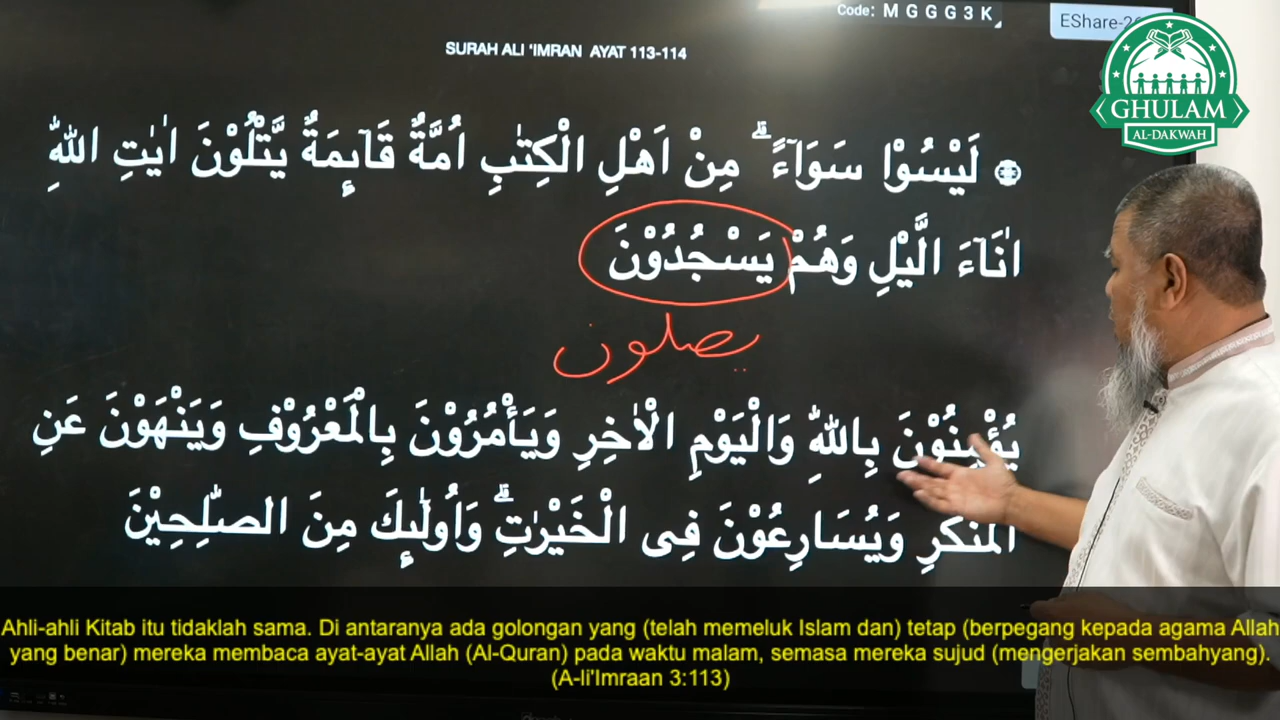 Code: M G G G 3 K
EShare-2
SURAH ALI 'IMRAN AYAT 113-114
GHULAM
AL-DAKWAH
۞ لَيْسُوْا سَوَاۤءً ۗ مِنْ اَهْلِ الْكِتٰبِ اُمَّةٌ قَاۤىِٕمَةٌ يَّتْلُوْنَ اٰيٰتِ اللّٰهِ
اٰنَاۤءَ الَّيْلِ وَهُمْ يَسْجُدُوْنَ
يصلون
يُؤْمِنُوْنَ بِاللّٰهِ وَالْيَوْمِ الْاٰخِرِ وَيَأْمُرُوْنَ بِالْمَعْرُوْفِ وَيَنْهَوْنَ عَنِ
الْمُنْكَرِ وَيُسَارِعُوْنَ فِى الْخَيْرٰتِۗ وَاُولٰۤىِٕكَ مِنَ الصّٰلِحِيْنَ
Ahli-ahli Kitab itu tidaklah sama. Di antaranya ada golongan yang (telah memeluk Islam dan) tetap (berpegang kepada agama Allah
yang benar) mereka membaca ayat-ayat Allah (Al-Quran) pada waktu malam, semasa mereka sujud (mengerjakan sembahyang).
(A-li'Imraan 3:113)